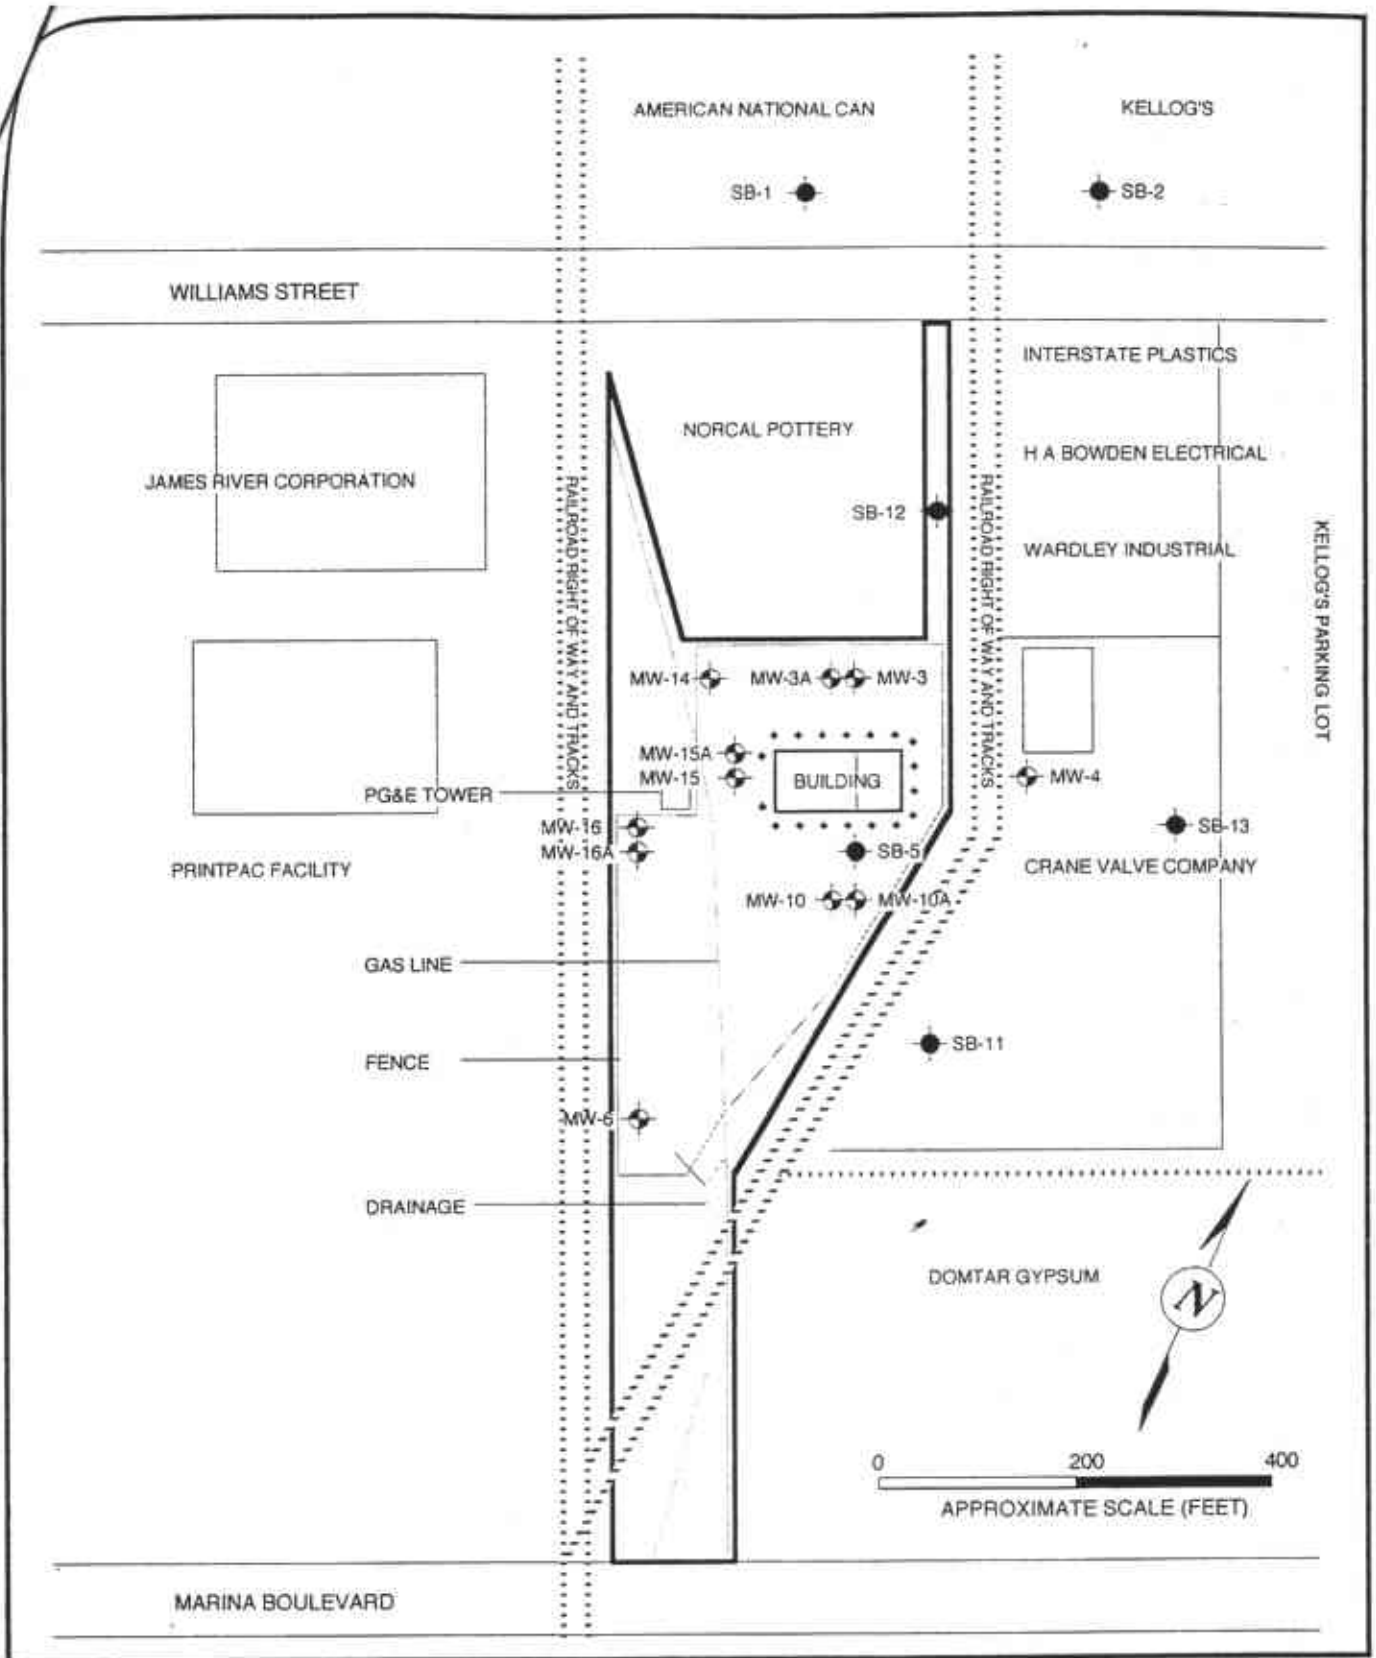 AMERICAN NATIONAL CAN
KELLOG'S
SB-1
SB-2
WILLIAMS STREET
INTERSTATE PLASTICS
NORCAL POTTERY
H A BOWDEN ELECTRICAL
JAMES RIVER CORPORATION
RAILROAD RIGHT OF WAY AND TRACKS
SB-12
RAILROAD RIGHT OF WAY AND TRACKS
WARDLEY INDUSTRIAL
KELLOG'S PARKING LOT
MW-14
MW-3A
MW-3
MW-15A
MW-15
BUILDING
MW-4
PG&E TOWER
MW-16
SB-13
MW-16A
SB-5
PRINTPAC FACILITY
CRANE VALVE COMPANY
MW-10
MW-10A
GAS LINE
SB-11
FENCE
MW-6
DRAINAGE
DOMTAR GYPSUM
N
0 200 400
APPROXIMATE SCALE (FEET)
MARINA BOULEVARD